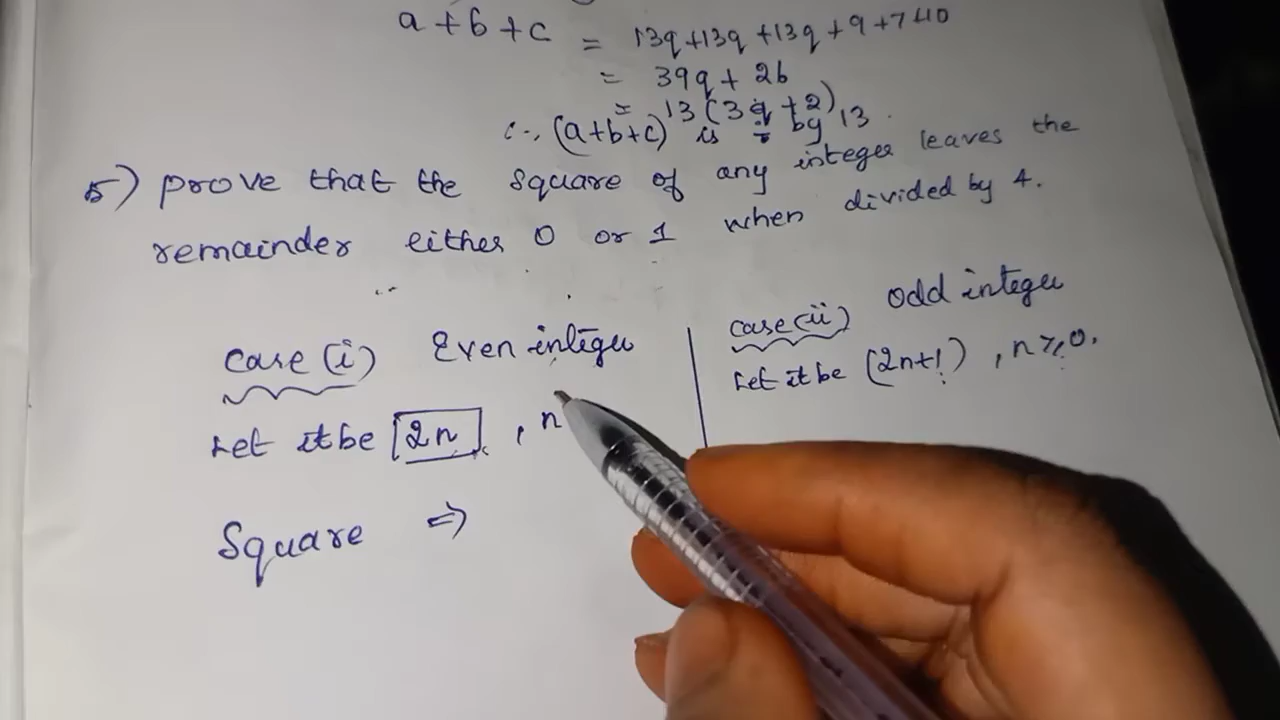 a + b + c = 13q + 13q + 13q + 9 + 7 + 10
= 39q + 26
= 13 (3q + 2)
∴ (a+b+c) is ÷ by 13.
5) prove that the square of any integer leaves the
remainder either 0 or 1 when divided by 4.
case (i) Even integer
Let it be 2n , n
Square ⇒
case (ii) Odd integer
Let it be (2n+1) , n ≥ 0.